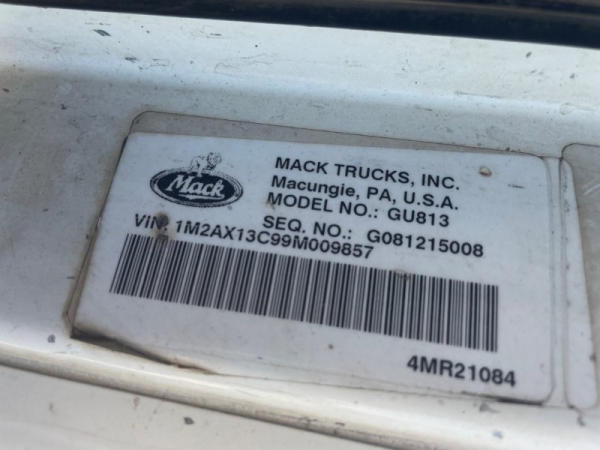 Mack
MACK TRUCKS, INC.
Macungie, PA, U.S.A.
MODEL NO.: GU813
SEQ. NO.: G081215008
VIN: 1M2AX13C99M009857
4MR21084